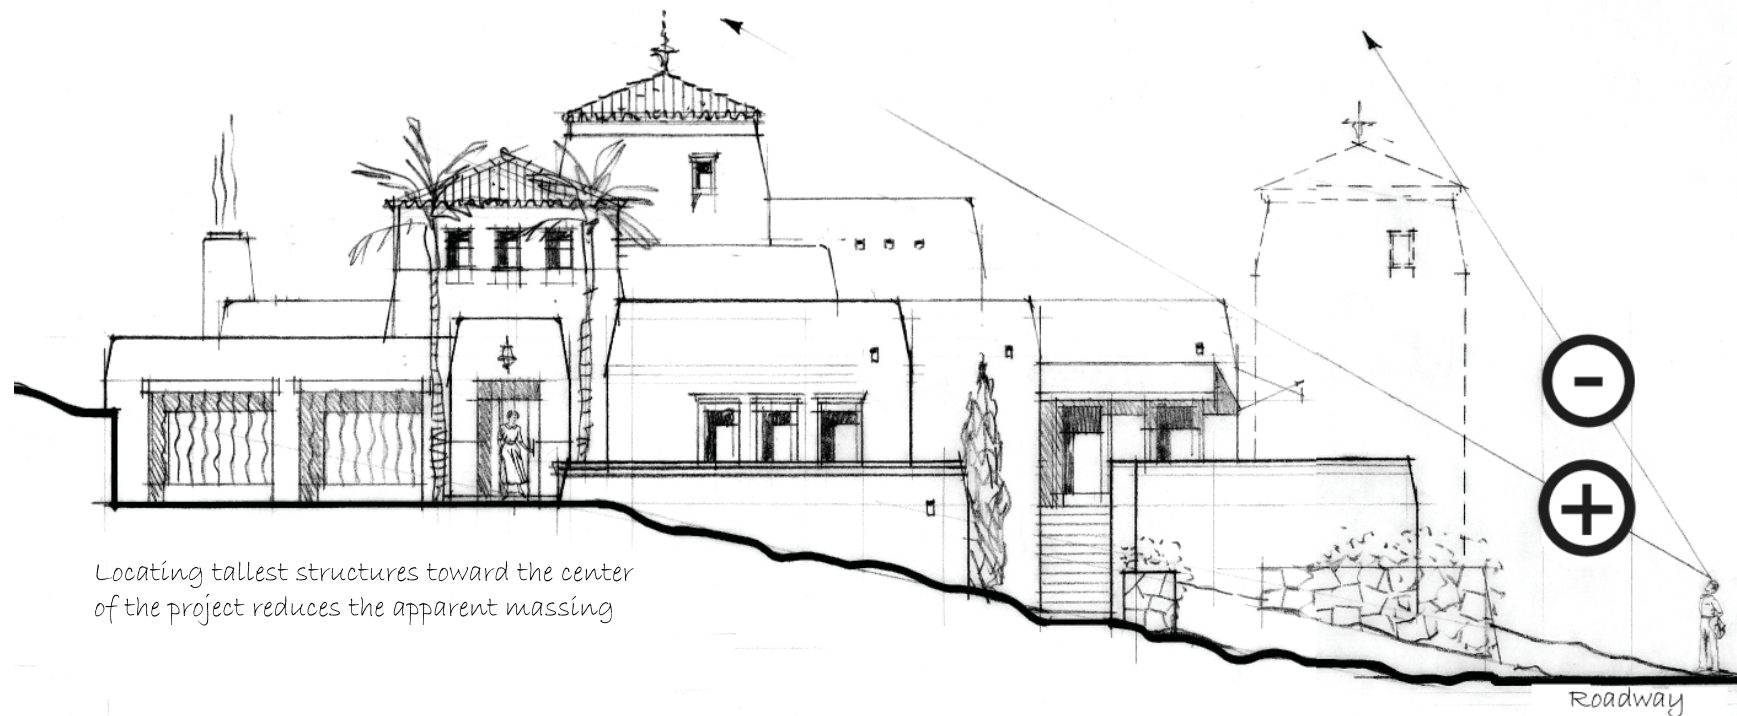 -
+
Locating tallest structures toward the center
of the project reduces the apparent massing
Roadway